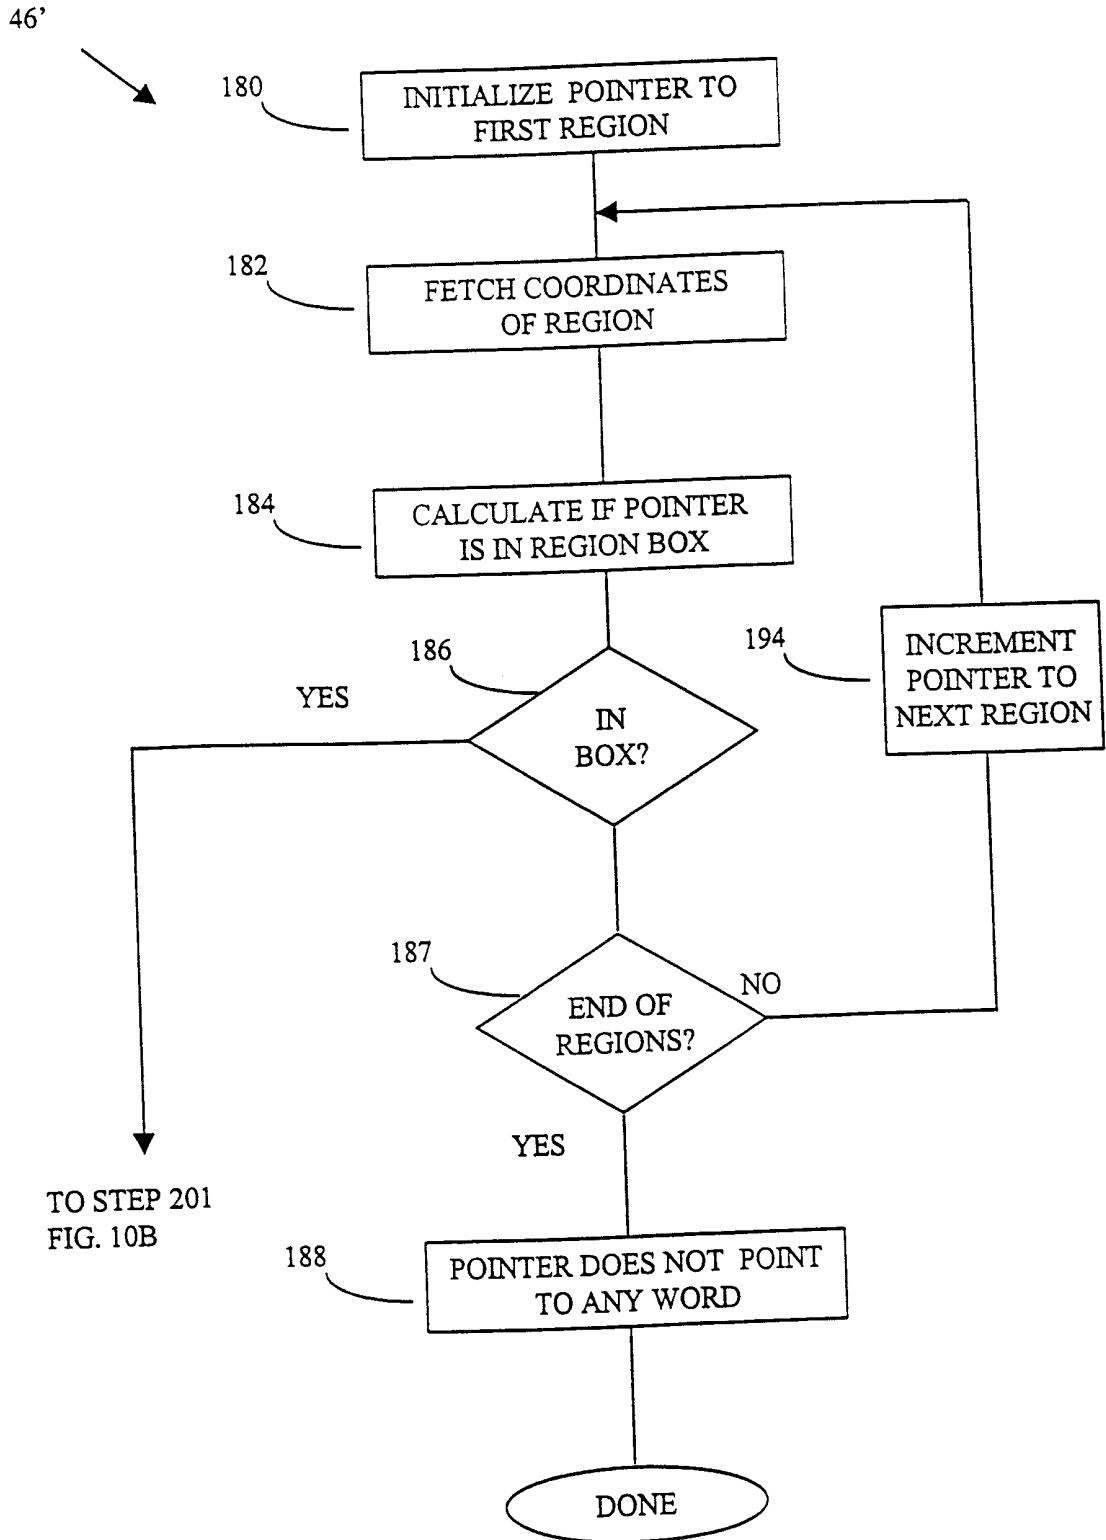 46’
180
INITIALIZE POINTER TO
FIRST REGION
182
FETCH COORDINATES
OF REGION
184
CALCULATE IF POINTER
IS IN REGION BOX
186
YES
IN
BOX?
194
INCREMENT
POINTER TO
NEXT REGION
187
END OF
REGIONS?
NO
YES
TO STEP 201
FIG. 10B
188
POINTER DOES NOT POINT
TO ANY WORD
DONE